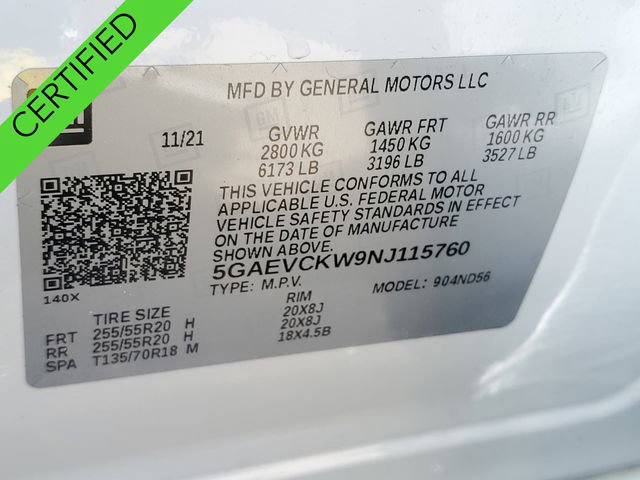 CERTIFIED
GM
MFD BY GENERAL MOTORS LLC
11/21
GVWR GAWR FRT GAWR RR
2800 KG 1450 KG 1600 KG
6173 LB 3196 LB 3527 LB
THIS VEHICLE CONFORMS TO ALL
APPLICABLE U.S. FEDERAL MOTOR
VEHICLE SAFETY STANDARDS IN EFFECT
ON THE DATE OF MANUFACTURE
SHOWN ABOVE.
5GAEVCKW9NJ115760
TYPE: M.P.V. MODEL: 904ND56
140X
TIRE SIZE RIM
FRT 255/55R20 H 20X8J
RR 255/55R20 H 20X8J
SPA T135/70R18 M 18X4.5B